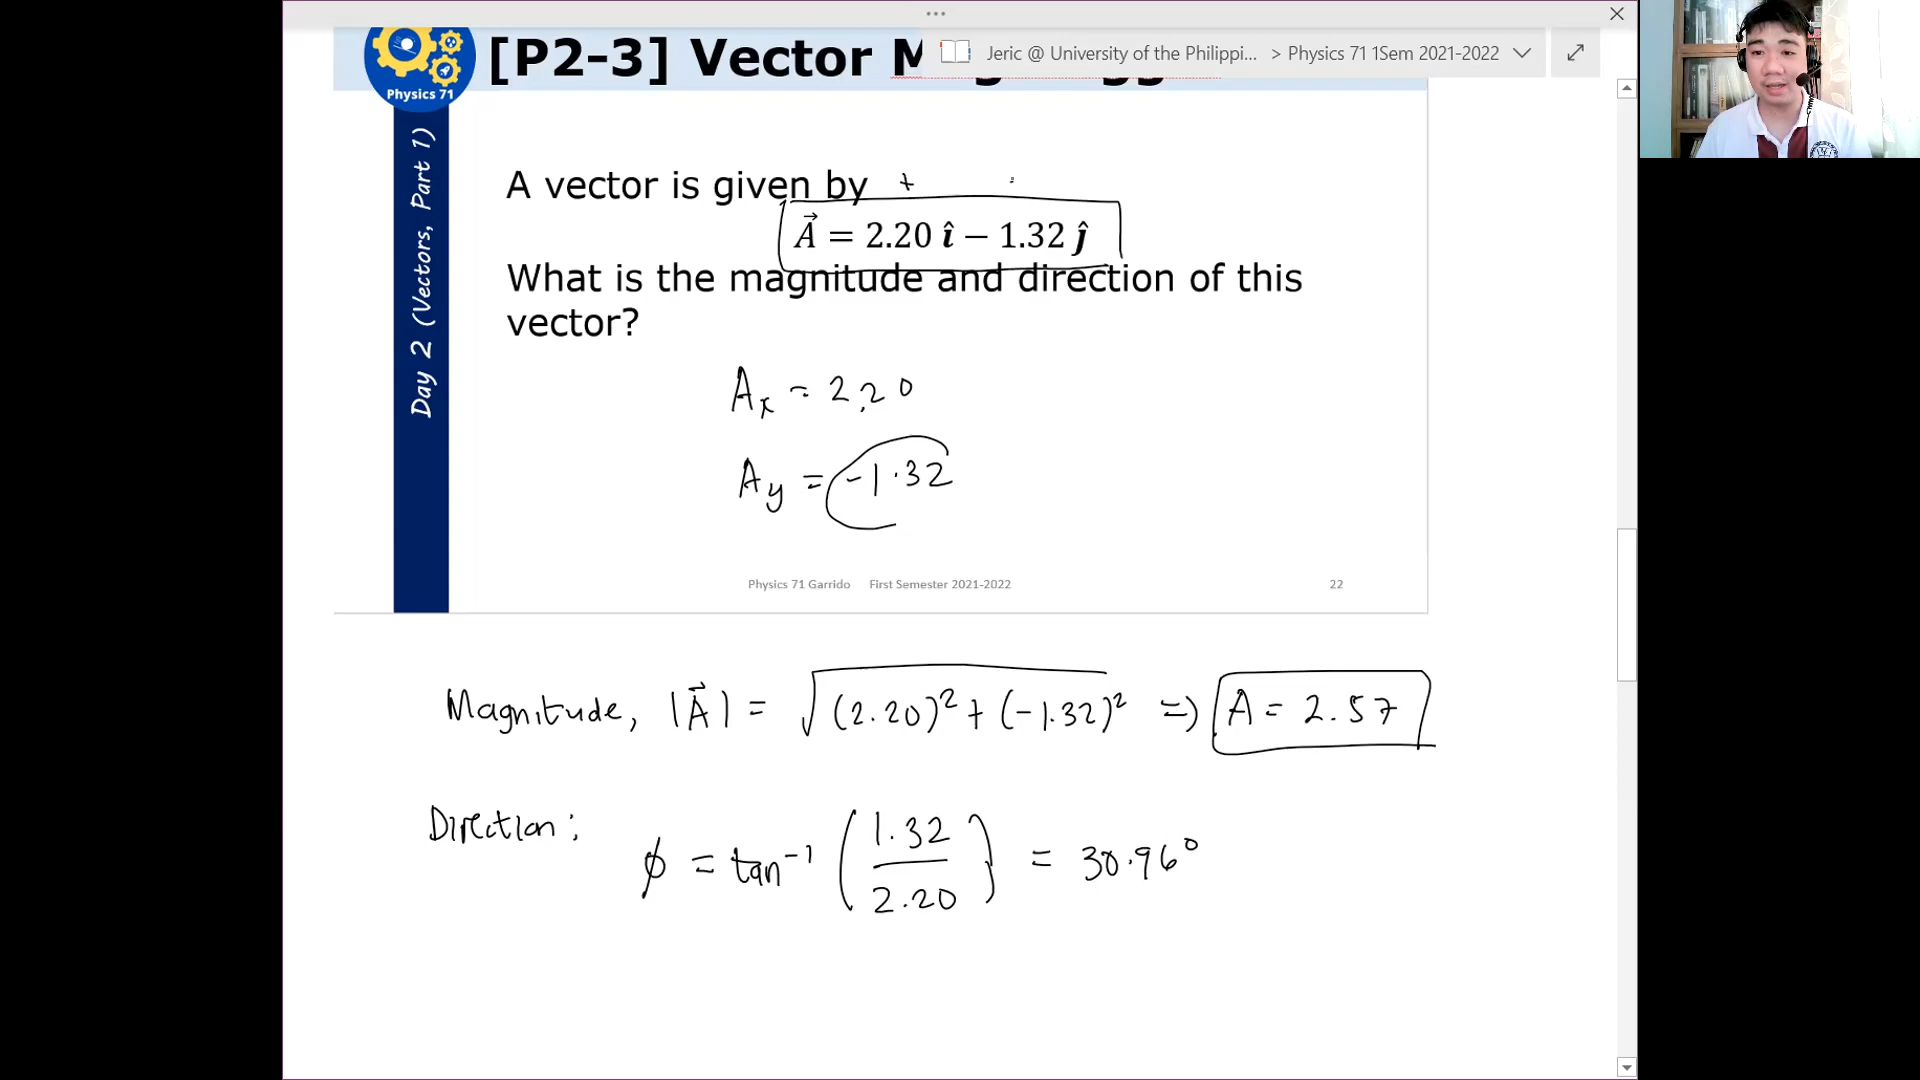 Jeric @ University of the Philippi... > Physics 71 1Sem 2021-2022
[P2-3] Vector
Physics 71
Day 2 (Vectors, Part 1)
A vector is given by + -
A⃗ = 2.20 î − 1.32 ĵ
What is the magnitude and direction of this
vector?
Aₓ = 2.20
A_y = -1.32
Physics 71 Garrido First Semester 2021-2022 22
Magnitude, |A⃗| = √(2.20)² + (-1.32)² => A = 2.57
Direction:
φ = tan⁻¹ (1.32/2.20) = 30.96°